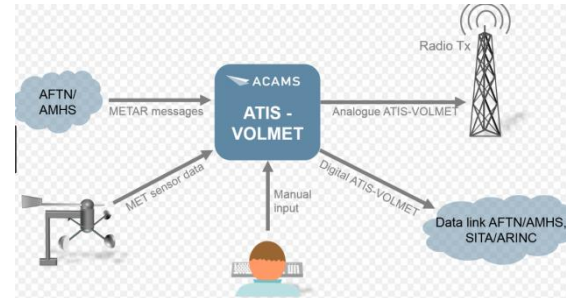 Radio Tx
AFTN/
AMHS
METAR messages
ACAMS
ATIS -
VOLMET
Analogue ATIS-VOLMET
MET sensor data
Manual
input
Digital ATIS-VOLMET
Data link AFTN/AMHS,
SITA/ARINC